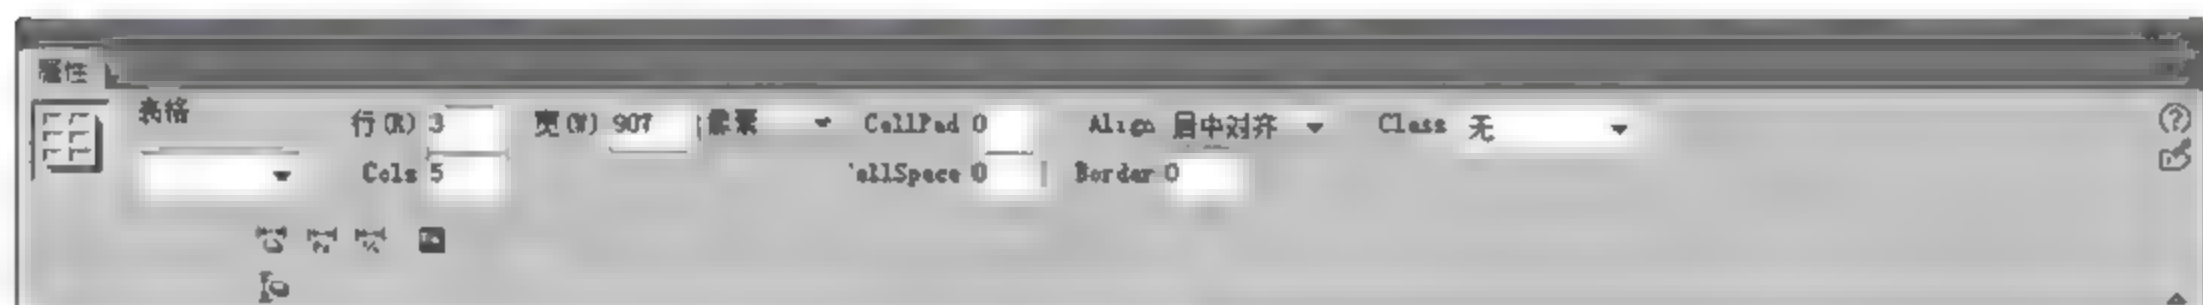 属性
表格
行(R) 3 宽(W) 907 像素 CellPad 0 Align 居中对齐 Class 无
Cols 5 CellSpace 0 Border 0